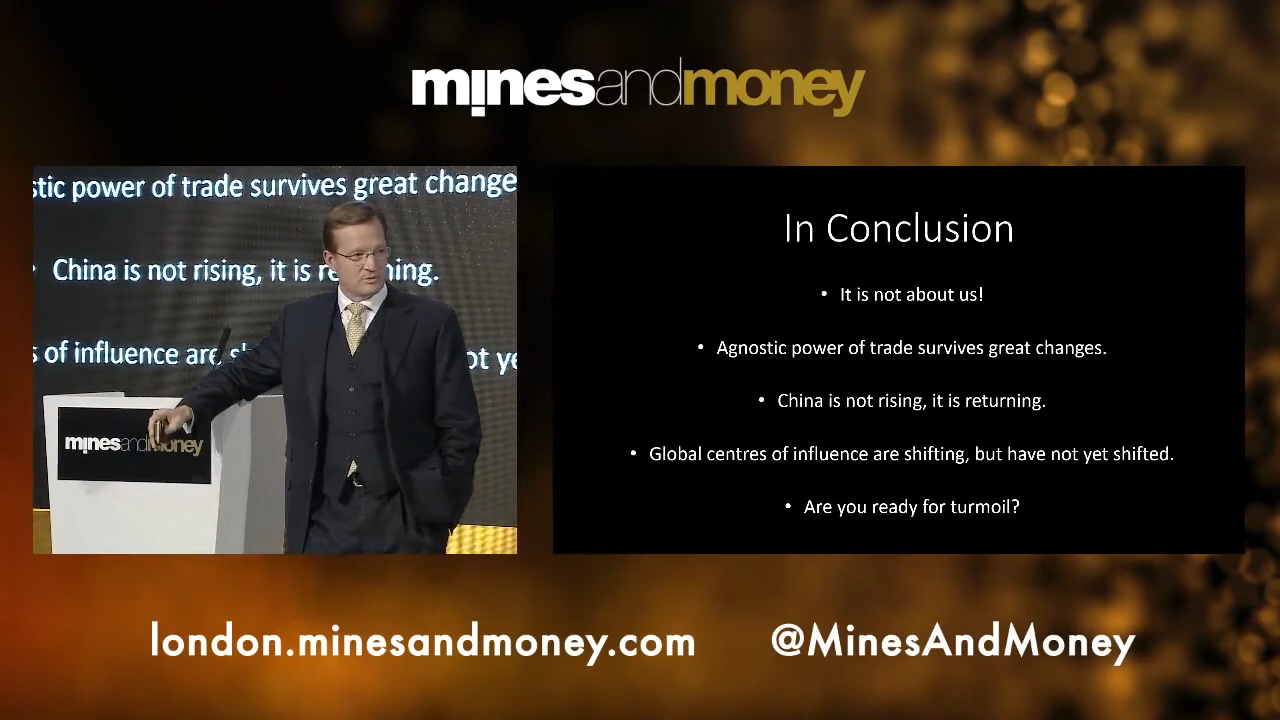 minesandmoney
stic power of trade survives great change
• China is not rising, it is re ning.
s of influence are sh ot ye
minesandmoney
In Conclusion
• It is not about us!
• Agnostic power of trade survives great changes.
• China is not rising, it is returning.
• Global centres of influence are shifting, but have not yet shifted.
• Are you ready for turmoil?
london.minesandmoney.com @MinesAndMoney